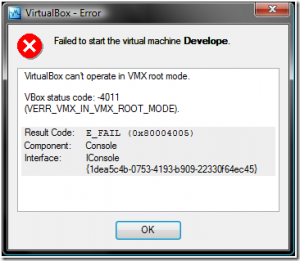 VirtualBox - Error
Failed to start the virtual machine Develope.
VirtualBox can't operate in VMX root mode.
VBox status code: -4011
(VERR_VMX_IN_VMX_ROOT_MODE).
Result Code: E_FAIL (0x80004005)
Component: Console
Interface: IConsole
{1dea5c4b-0753-4193-b909-22330f64ec45}
OK